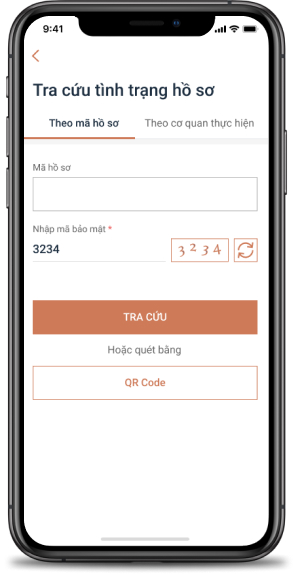 9:41
Tra cứu tình trạng hồ sơ
Theo mã hồ sơ Theo cơ quan thực hiện
Mã hồ sơ
Nhập mã bảo mật *
3234 3234
TRA CỨU
Hoặc quét bằng
QR Code